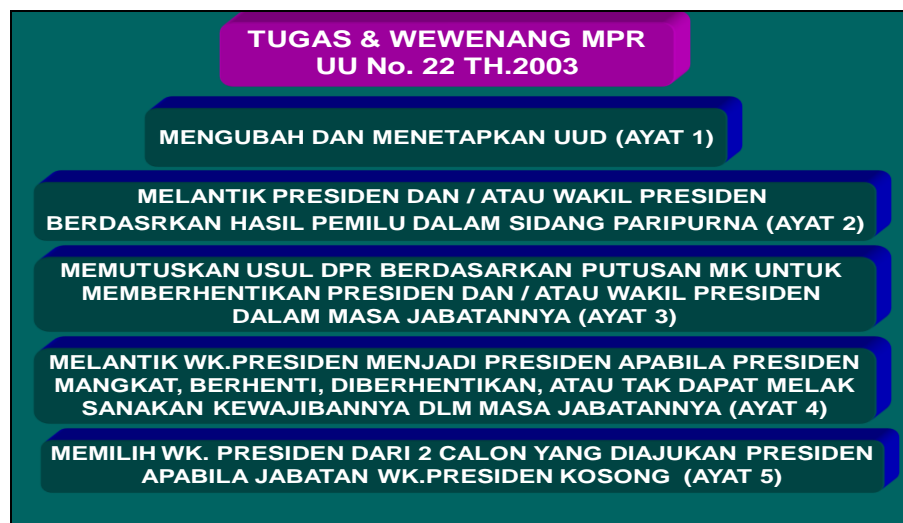 TUGAS & WEWENANG MPR
UU No. 22 TH.2003
MENGUBAH DAN MENETAPKAN UUD (AYAT 1)
MELANTIK PRESIDEN DAN / ATAU WAKIL PRESIDEN
BERDASRKAN HASIL PEMILU DALAM SIDANG PARIPURNA (AYAT 2)
MEMUTUSKAN USUL DPR BERDASARKAN PUTUSAN MK UNTUK
MEMBERHENTIKAN PRESIDEN DAN / ATAU WAKIL PRESIDEN
DALAM MASA JABATANNYA (AYAT 3)
MELANTIK WK.PRESIDEN MENJADI PRESIDEN APABILA PRESIDEN
MANGKAT, BERHENTI, DIBERHENTIKAN, ATAU TAK DAPAT MELAK
SANAKAN KEWAJIBANNYA DLM MASA JABATANNYA (AYAT 4)
MEMILIH WK. PRESIDEN DARI 2 CALON YANG DIAJUKAN PRESIDEN
APABILA JABATAN WK.PRESIDEN KOSONG (AYAT 5)